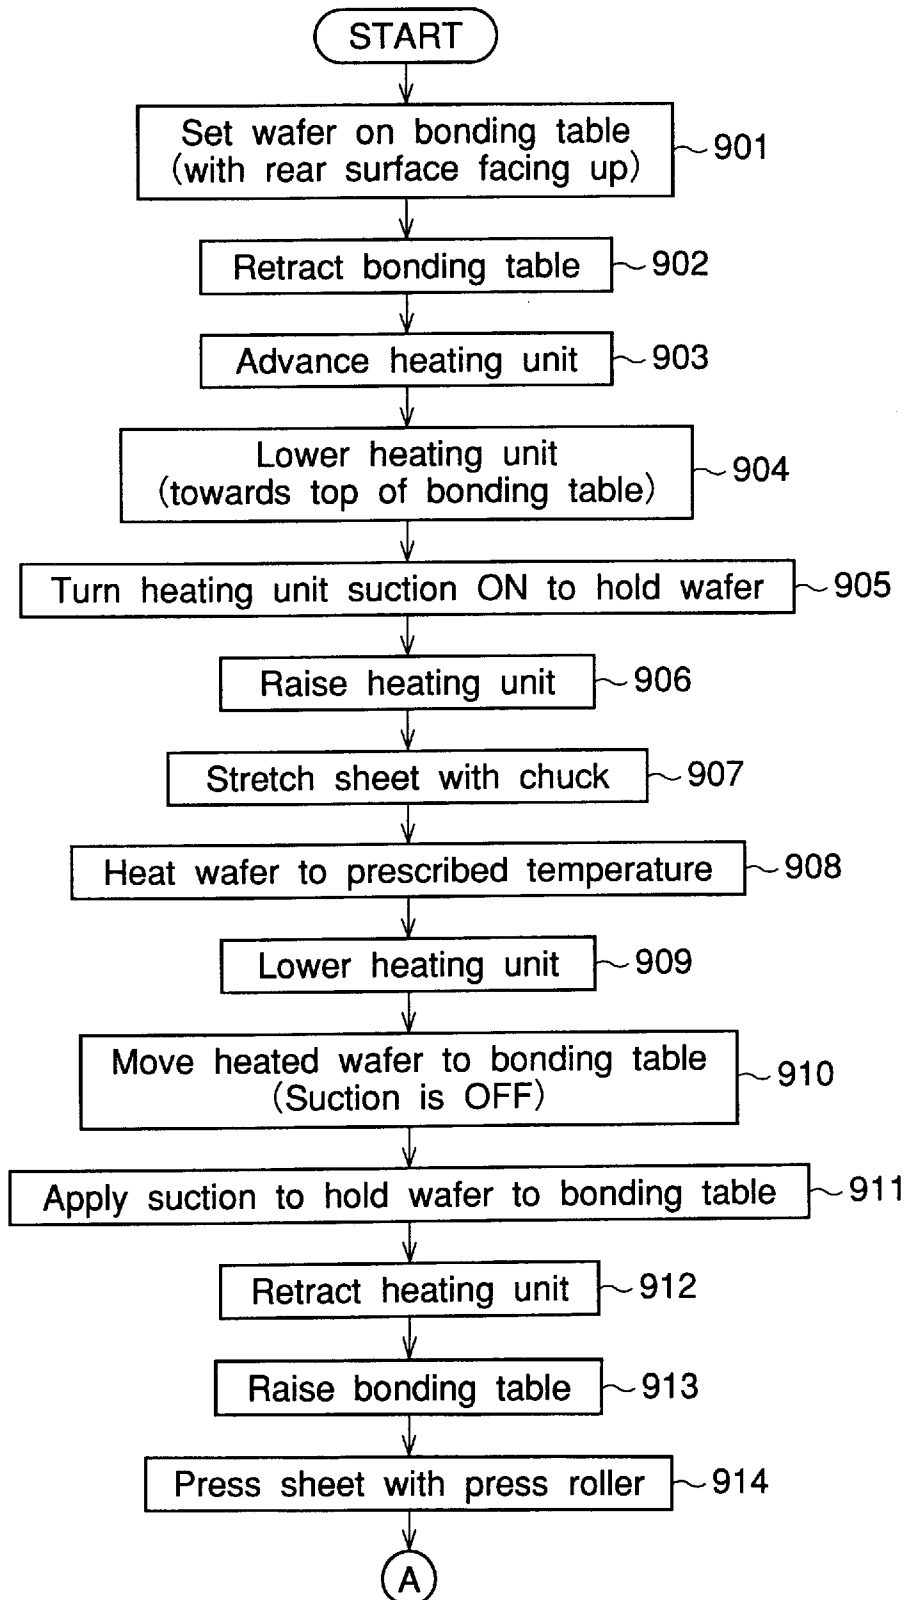 START
Set wafer on bonding table
(with rear surface facing up)
901
Retract bonding table
902
Advance heating unit
903
Lower heating unit
(towards top of bonding table)
904
Turn heating unit suction ON to hold wafer
905
Raise heating unit
906
Stretch sheet with chuck
907
Heat wafer to prescribed temperature
908
Lower heating unit
909
Move heated wafer to bonding table
(Suction is OFF)
910
Apply suction to hold wafer to bonding table
911
Retract heating unit
912
Raise bonding table
913
Press sheet with press roller
914
A